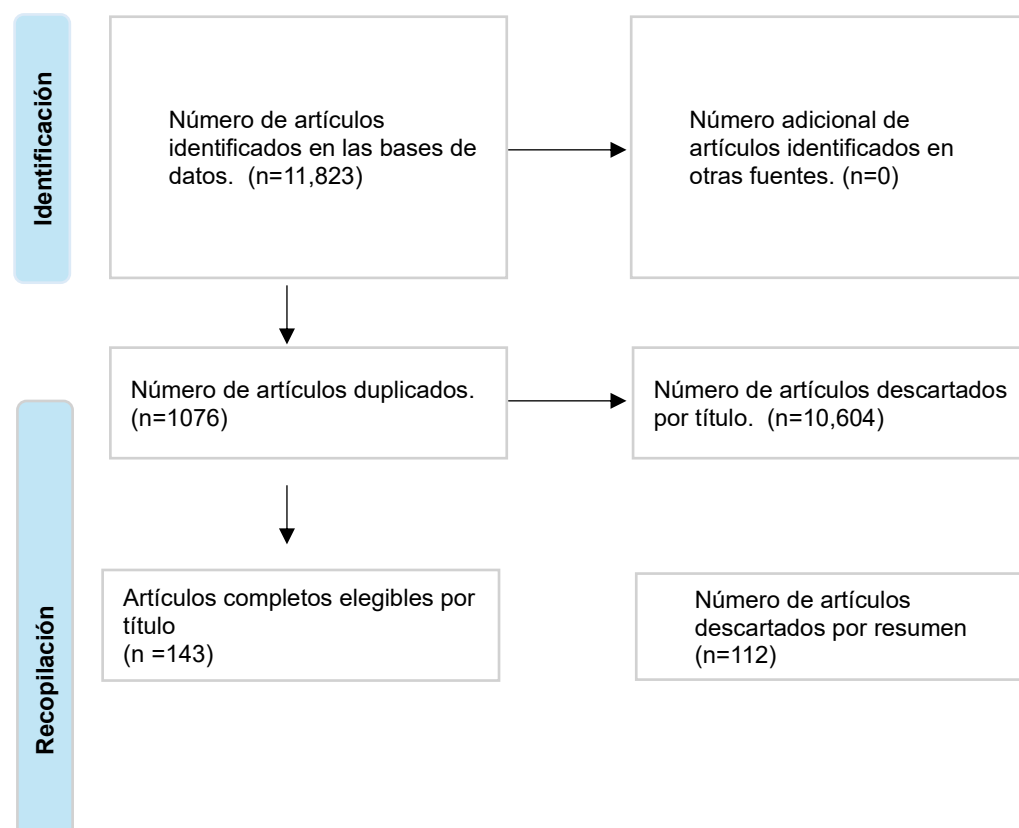 Identificación
Número de artículos
identificados en las bases de
datos.  (n=11,823)
Número adicional de
artículos identificados en
otras fuentes. (n=0)
Número de artículos duplicados.
(n=1076)
Número de artículos descartados
por título.  (n=10,604)
Recopilación
Artículos completos elegibles por
título
(n =143)
Número de artículos
descartados por resumen
(n=112)